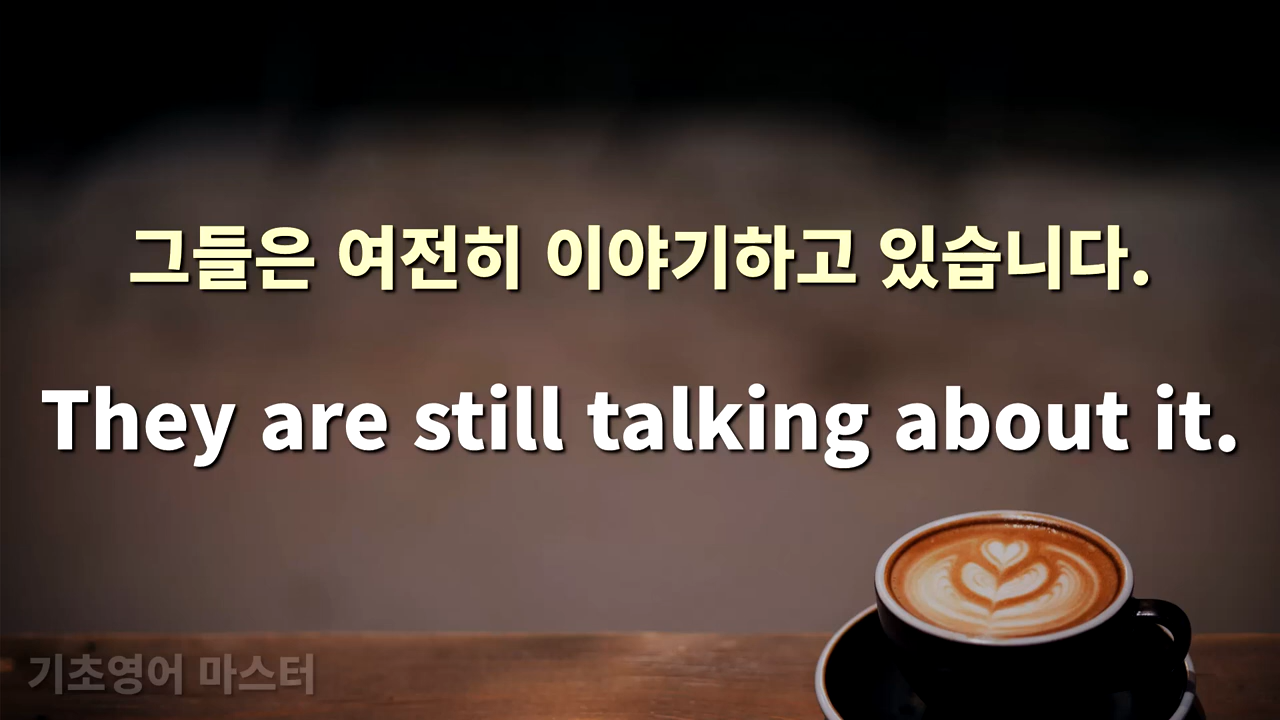 그들은 여전히 이야기하고 있습니다.
They are still talking about it.
기초영어 마스터